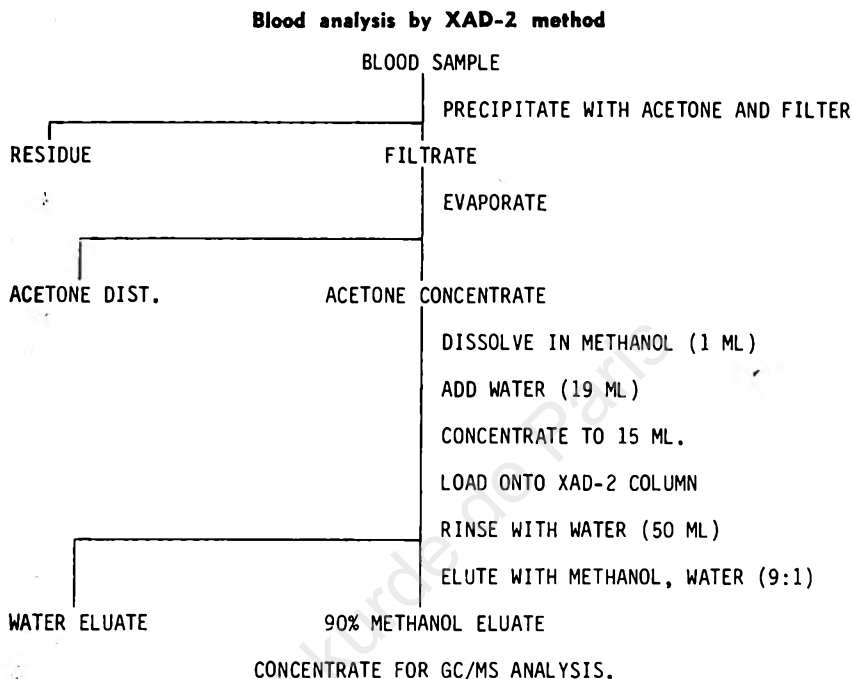 Blood analysis by XAD-2 method
BLOOD SAMPLE
PRECIPITATE WITH ACETONE AND FILTER
RESIDUE FILTRATE
EVAPORATE
ACETONE DIST. ACETONE CONCENTRATE
DISSOLVE IN METHANOL (1 ML)
ADD WATER (19 ML)
CONCENTRATE TO 15 ML.
LOAD ONTO XAD-2 COLUMN
RINSE WITH WATER (50 ML)
ELUTE WITH METHANOL, WATER (9:1)
WATER ELUATE 90% METHANOL ELUATE
CONCENTRATE FOR GC/MS ANALYSIS.
kurde de Paris